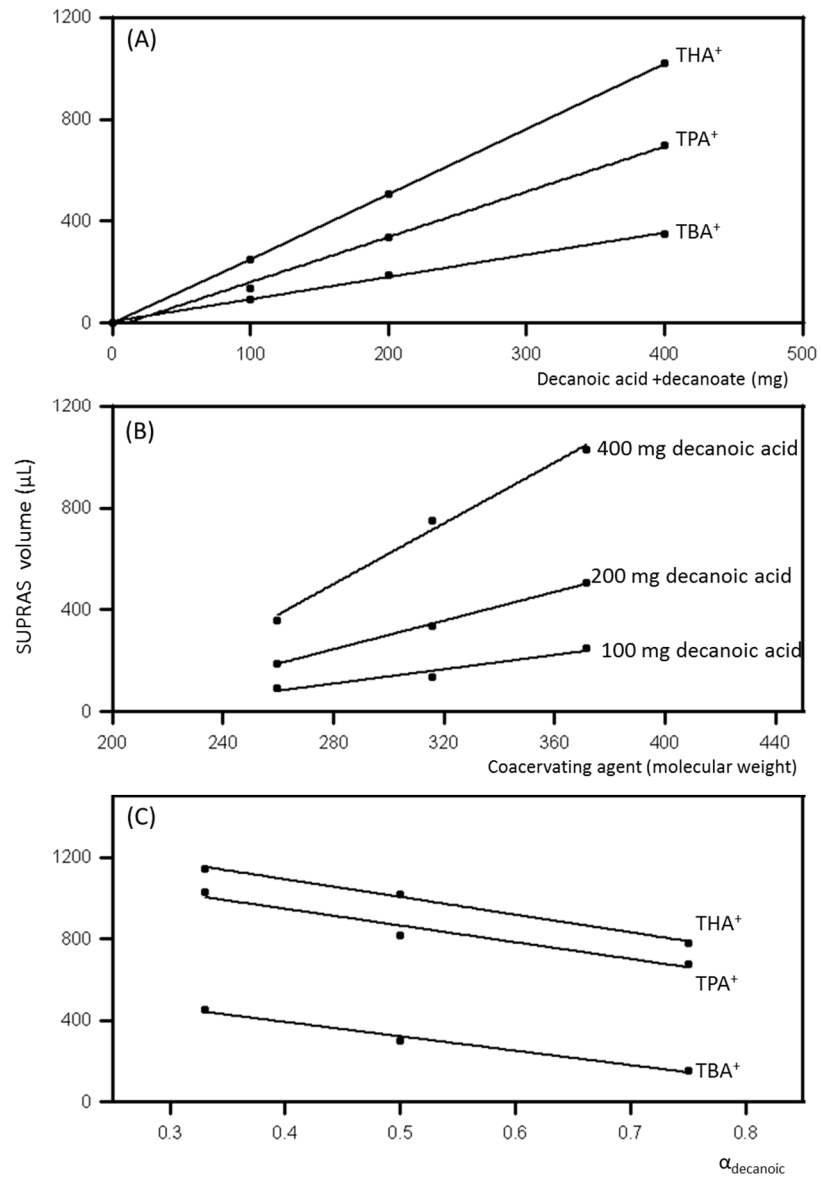 (A)
1200
THA⁺
800
TPA⁺
400
TBA⁺
0
0 100 200 300 400 500
Decanoic acid +decanoate (mg)
SUPRAS volume (µL)
1200
(B)
400 mg decanoic acid
800
200 mg decanoic acid
400
100 mg decanoic acid
0
200 240 280 320 360 400 440
Coacervating agent (molecular weight)
(C)
1200
THA⁺
800
TPA⁺
400
TBA⁺
0
0.3 0.4 0.5 0.6 0.7 0.8
αdecanoic